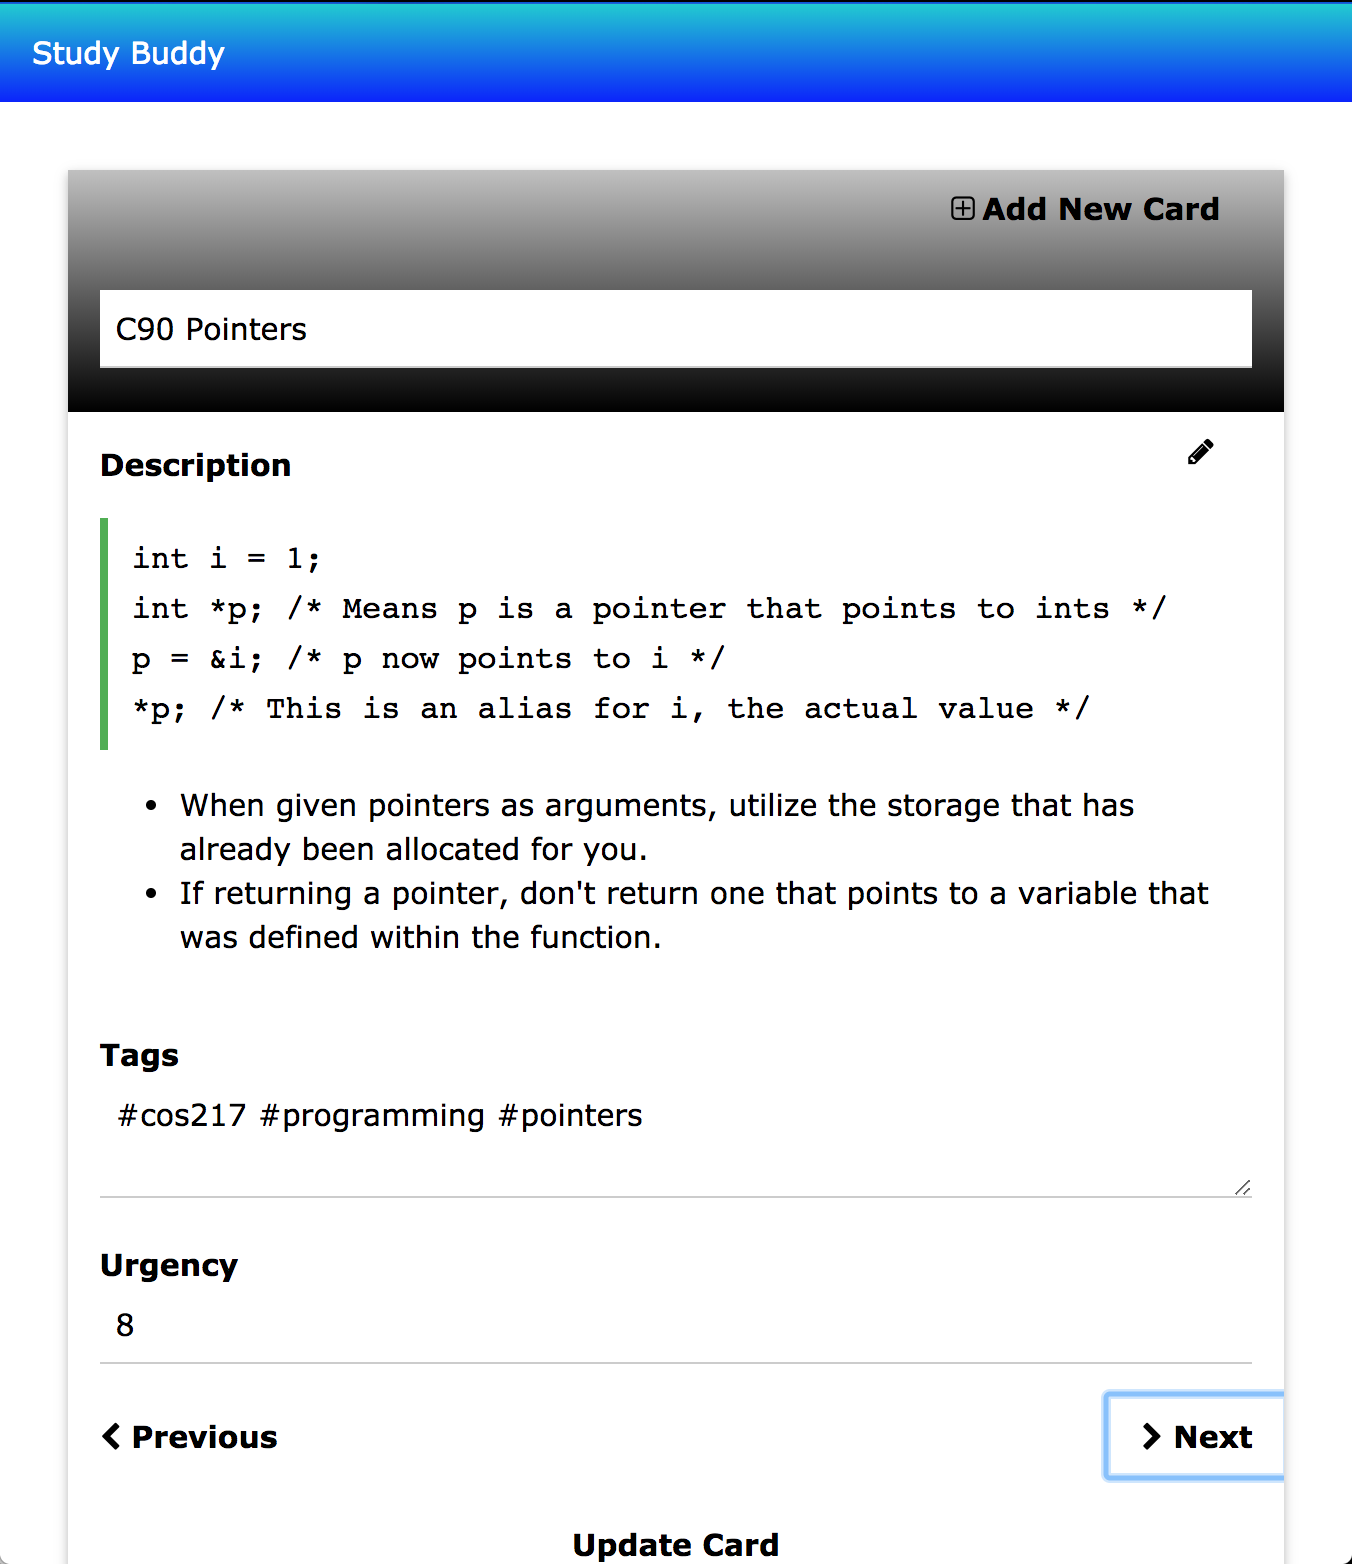 Study Buddy
Add New Card
C90 Pointers
Description
int i = 1;
int *p; /* Means p is a pointer that points to ints */
p = &i; /* p now points to i */
*p; /* This is an alias for i, the actual value */
• When given pointers as arguments, utilize the storage that has
already been allocated for you.
• If returning a pointer, don't return one that points to a variable that
was defined within the function.
Tags
#cos217 #programming #pointers
Urgency
8
Previous
Next
Update Card